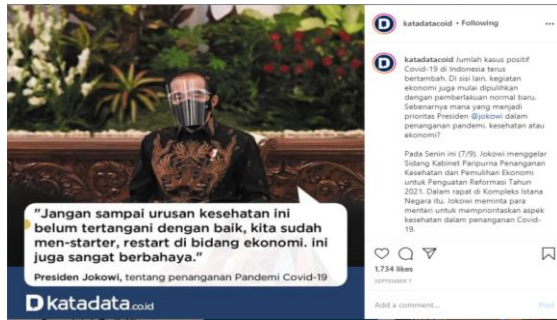 "Jangan sampai urusan kesehatan ini
belum tertangani dengan baik, kita sudah
men-starter, restart di bidang ekonomi. ini
juga sangat berbahaya."
Presiden Jokowi, tentang penanganan Pandemi Covid-19
D katadata.co.id
katadatacoid • Following
katadatacoid Jumlah kasus positif
Covid-19 di Indonesia terus
bertambah. Di sisi lain, kegiatan
ekonomi juga mulai dipulihkan
dengan pemberlakuan normal baru.
Sebenarnya mana yang menjadi
prioritas Presiden @jokowi dalam
penanganan pandemi, kesehatan atau
ekonomi?
Pada Senin ini (7/9), Jokowi menggelar
Sidang Kabinet Paripurna Penanganan
Kesehatan dan Pemulihan Ekonomi
untuk Penguatan Reformasi Tahun
2021. Dalam rapat di Kompleks Istana
Negara itu, Jokowi meminta para
menteri untuk memprioritaskan aspek
kesehatan dalam penanganan Covid-
19.
1.734 likes
SEPTEMBER 7
Add a comment...
Post